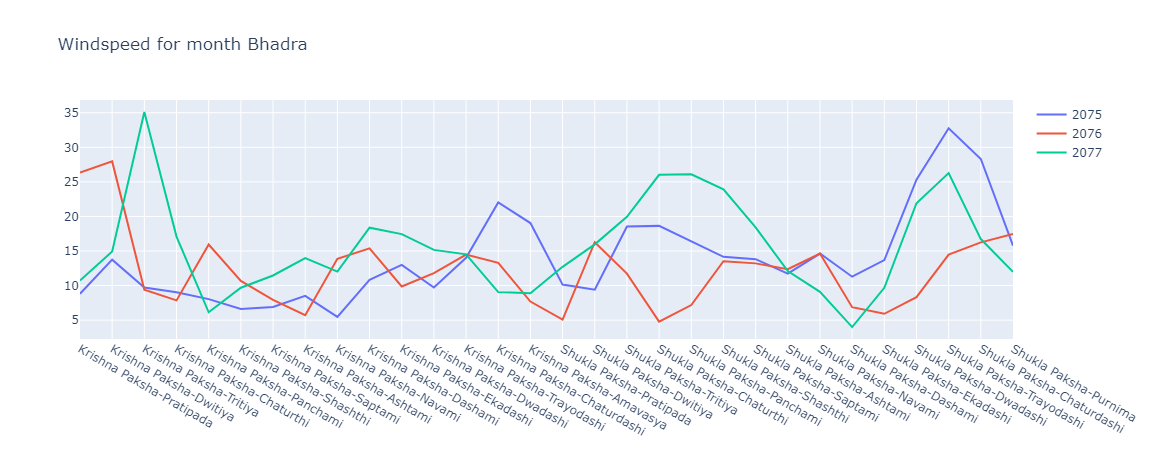 Windspeed for month Bhadra
35
30
25
20
15
10
5
2075
2076
2077
Krishna Paksha-Pratipada
Krishna Paksha-Dwitiya
Krishna Paksha-Tritiya
Krishna Paksha-Chaturthi
Krishna Paksha-Panchami
Krishna Paksha-Shashthi
Krishna Paksha-Saptami
Krishna Paksha-Ashtami
Krishna Paksha-Navami
Krishna Paksha-Dashami
Krishna Paksha-Ekadashi
Krishna Paksha-Dwadashi
Krishna Paksha-Trayodashi
Krishna Paksha-Chaturdashi
Krishna Paksha-Amavasya
Shukla Paksha-Pratipada
Shukla Paksha-Dwitiya
Shukla Paksha-Tritiya
Shukla Paksha-Chaturthi
Shukla Paksha-Panchami
Shukla Paksha-Shashthi
Shukla Paksha-Saptami
Shukla Paksha-Ashtami
Shukla Paksha-Navami
Shukla Paksha-Dashami
Shukla Paksha-Ekadashi
Shukla Paksha-Dwadashi
Shukla Paksha-Trayodashi
Shukla Paksha-Chaturdashi
Shukla Paksha-Purnima